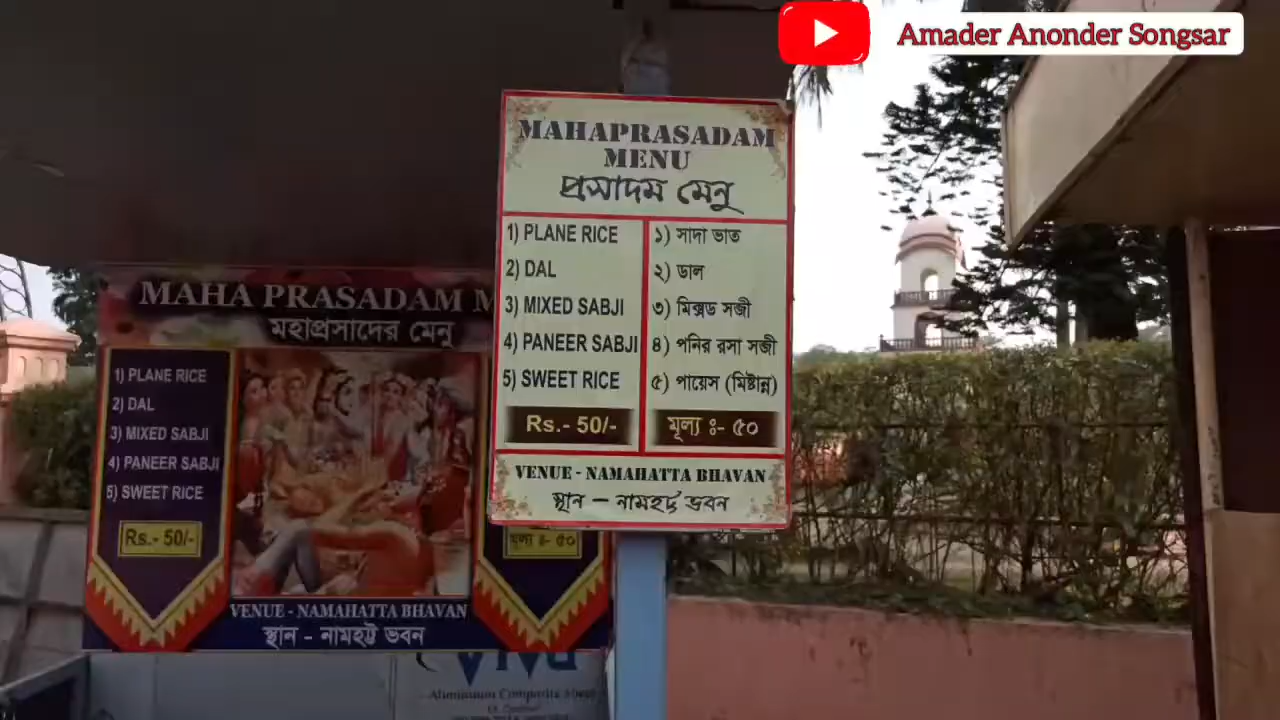 Amader Anonder Songsar
MAHAPRASADAM
MENU
প্রসাদম মেনু
1) PLANE RICE
2) DAL
3) MIXED SABJI
4) PANEER SABJI
5) SWEET RICE
Rs.- 50/-
১) সাদা ভাত
২) ডাল
৩) মিক্সড সব্জী
৪) পনির রসা সব্জী
৫) পায়েস (মিষ্টান্ন)
মূল্য ঃ- ৫০
VENUE - NAMAHATTA BHAVAN
স্থান - নামহট্ট ভবন
MAHA PRASADAM M
মহাপ্রসাদের মেনু
1) PLANE RICE
2) DAL
3) MIXED SABJI
4) PANEER SABJI
5) SWEET RICE
Rs.- 50/-
মূল্য ঃ- ৫০
VENUE - NAMAHATTA BHAVAN
স্থান - নামহট্ট ভবন
Aluminium Composite